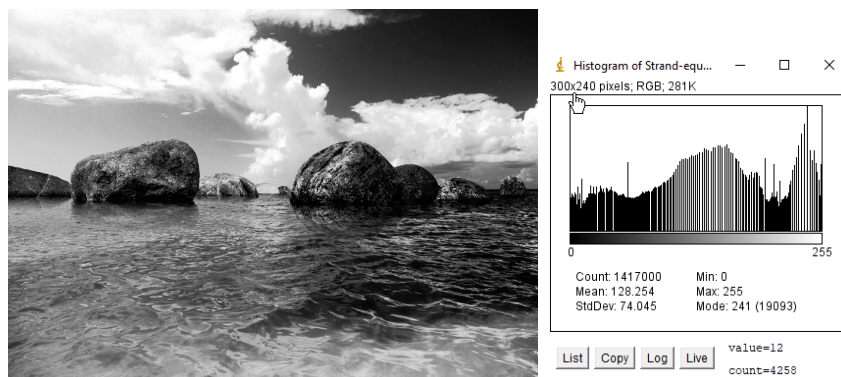 Histogram of Strand-equ...
300x240 pixels; RGB; 281K
0 255
Count: 1417000 Min: 0
Mean: 128.254 Max: 255
StdDev: 74.045 Mode: 241 (19093)
List Copy Log Live value=12
count=4258